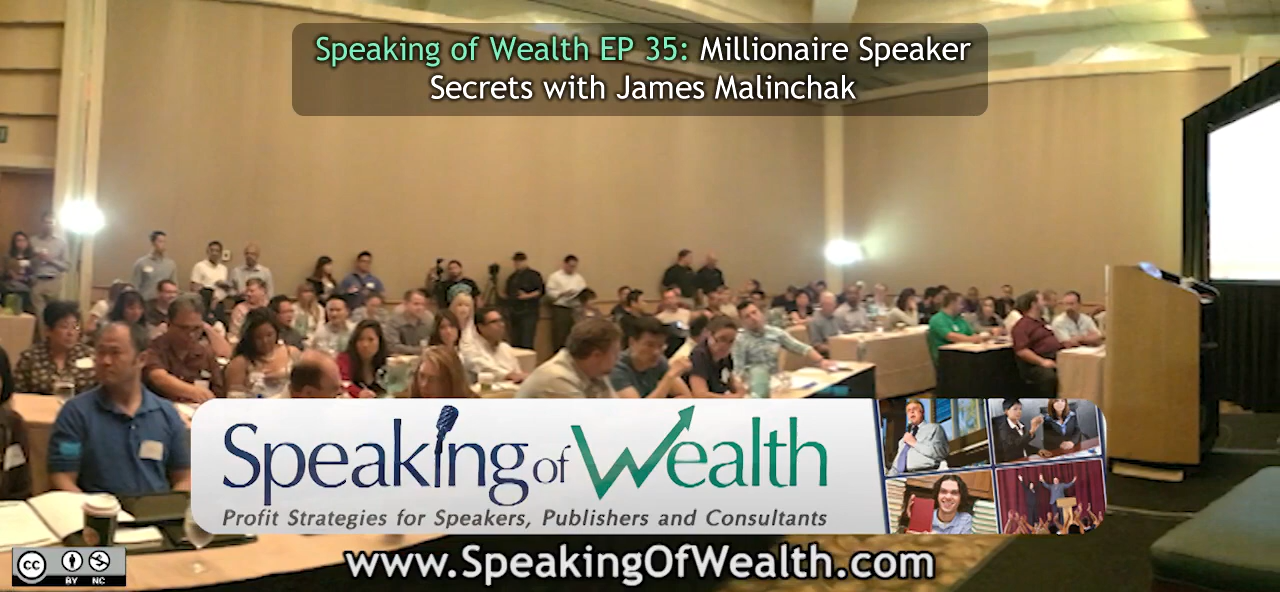 Speaking of Wealth EP 35: Millionaire Speaker
Secrets with James Malinchak
Speaking of Wealth
Profit Strategies for Speakers, Publishers and Consultants
cc
BY NC
www.SpeakingOfWealth.com